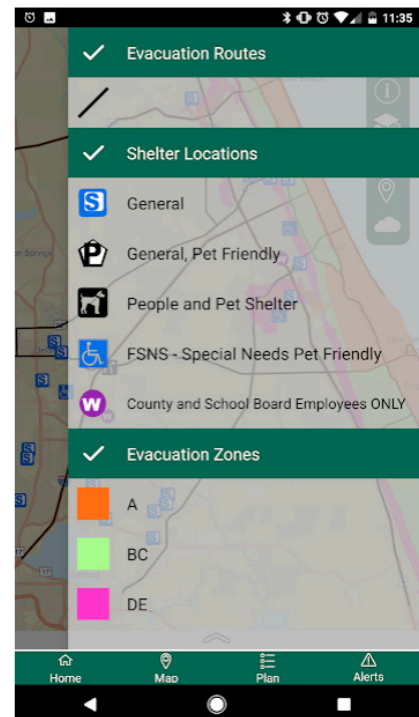 11:35
Evacuation Routes
Shelter Locations
S General
P General, Pet Friendly
People and Pet Shelter
FSNS - Special Needs Pet Friendly
W County and School Board Employees ONLY
Evacuation Zones
A
BC
DE
Home Map Plan Alerts